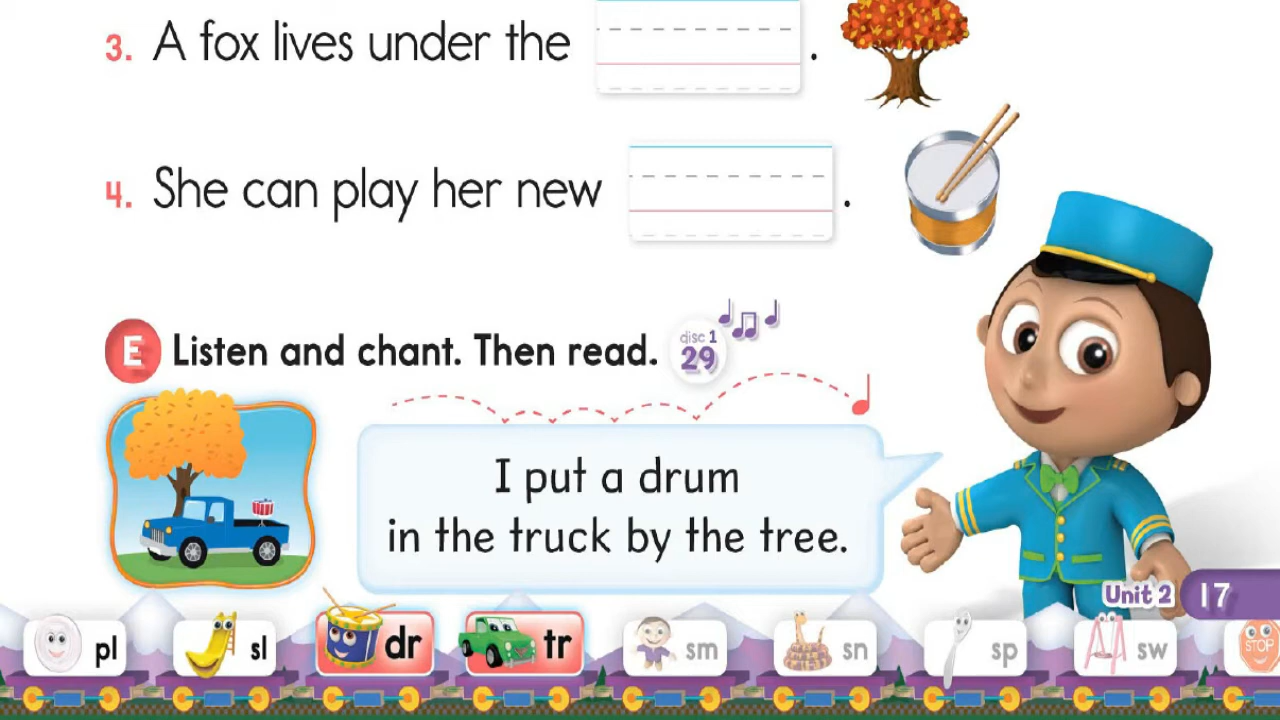 3. A fox lives under the .
4. She can play her new .
E Listen and chant. Then read. disc 1 29
I put a drum
in the truck by the tree.
Unit 2 17
pl sl dr tr sm sn sp sw STOP